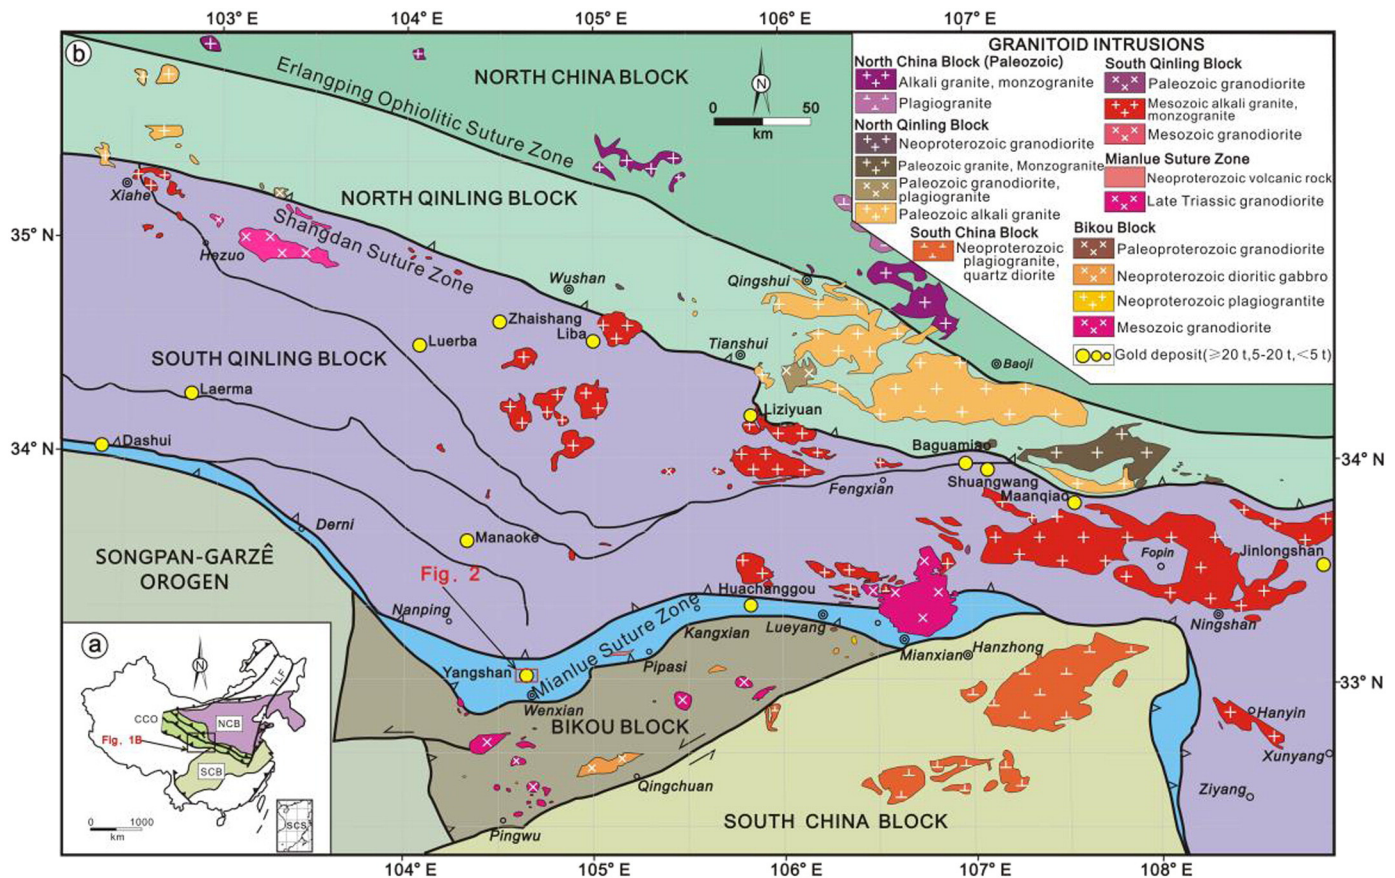 103° E
104° E
105° E
106° E
107° E
b
NORTH CHINA BLOCK
Erlangping Ophiolitic Suture Zone
N
0 50
km
NORTH QINLING BLOCK
Shangdan Suture Zone
Xiahe
35° N
Hezuo
Wushan
Qingshui
Zhaishang
Liba
Luerba
Tianshui
Baoji
SOUTH QINLING BLOCK
Laerma
Liziyuan
34° N
Dashui
Baguamiao
34° N
Shuangwang
Fengxian
Maanqiao
Derni
Manaoke
Fopin
Jinlongshan
SONGPAN-GARZÊ
OROGEN
Fig. 2
Huachanggou
Nanping
Mianlue Suture Zone
Kangxian
Lueyang
Ningshan
Mianxian
Hanzhong
Pipasi
Yangshan
33° N
Wenxian
BIKOU BLOCK
Hanyin
Xunyang
Qingchuan
Ziyang
SOUTH CHINA BLOCK
Pingwu
GRANITOID INTRUSIONS
North China Block (Paleozoic)
Alkali granite, monzogranite
Plagiogranite
North Qinling Block
Neoproterozoic granodiorite
Paleozoic granite, Monzogranite
Paleozoic granodiorite,
plagiogranite
Paleozoic alkali granite
South China Block
Neoproterozoic
plagiogranite,
quartz diorite
South Qinling Block
Paleozoic granodiorite
Mesozoic alkali granite,
monzogranite
Mesozoic granodiorite
Mianlue Suture Zone
Neoproterozoic volcanic rock
Late Triassic granodiorite
Bikou Block
Paleoproterozoic granodiorite
Neoproterozoic dioritic gabbro
Neoproterozoic plagiograntite
Mesozoic granodiorite
Gold deposit(≥20 t,5-20 t,<5 t)
a
N
TLF
CCO
NCB
Fig. 1B
SCB
0 1000
km
SCS
104° E
105° E
106° E
107° E
108° E